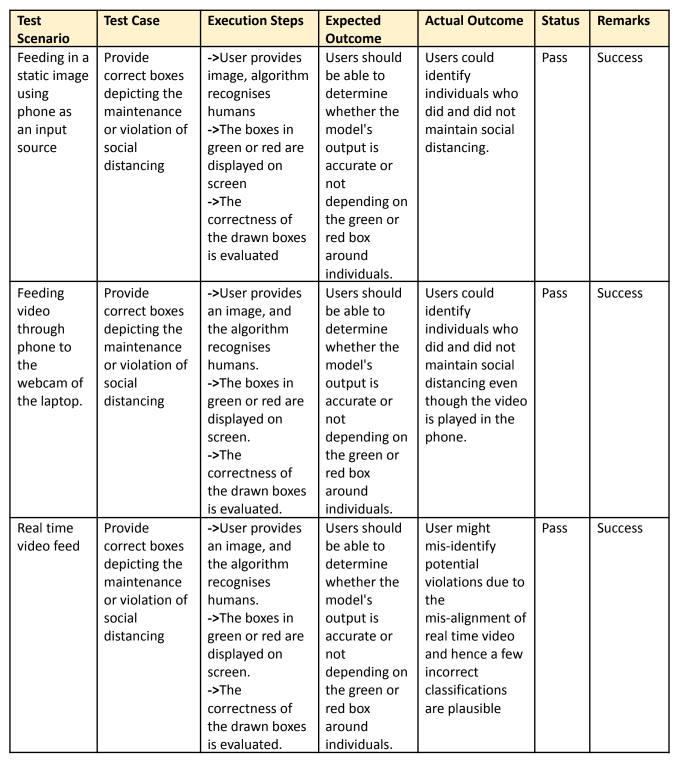 Test Scenario
Test Case
Execution Steps
Expected Outcome
Actual Outcome
Status
Remarks
Feeding in a
static image
using
phone as
an input
source
Provide
correct boxes
depicting the
maintenance
or violation of
social
distancing
->User provides
image, algorithm
recognises
humans
->The boxes in
green or red are
displayed on
screen
->The
correctness of
the drawn boxes
is evaluated
Users should
be able to
determine
whether the
model's
output is
accurate or
not
depending on
the green or
red box
around
individuals.
Users could
identify
individuals who
did and did not
maintain social
distancing.
Pass
Success
Feeding
video
through
phone to
the
webcam of
the laptop.
Provide
correct boxes
depicting the
maintenance
or violation of
social
distancing
->User provides
an image, and
the algorithm
recognises
humans.
->The boxes in
green or red are
displayed on
screen.
->The
correctness of
the drawn boxes
is evaluated.
Users should
be able to
determine
whether the
model's
output is
accurate or
not
depending on
the green or
red box
around
individuals.
Users could
identify
individuals who
did and did not
maintain social
distancing even
though the video
is played in the
phone.
Pass
Success
Real time
video feed
Provide
correct boxes
depicting the
maintenance
or violation of
social
distancing
->User provides
an image, and
the algorithm
recognises
humans.
->The boxes in
green or red are
displayed on
screen.
->The
correctness of
the drawn boxes
is evaluated.
Users should
be able to
determine
whether the
model's
output is
accurate or
not
depending on
the green or
red box
around
individuals.
User might
mis-identify
potential
violations due to
the
mis-alignment of
real time video
and hence a few
incorrect
classifications
are plausible
Pass
Success